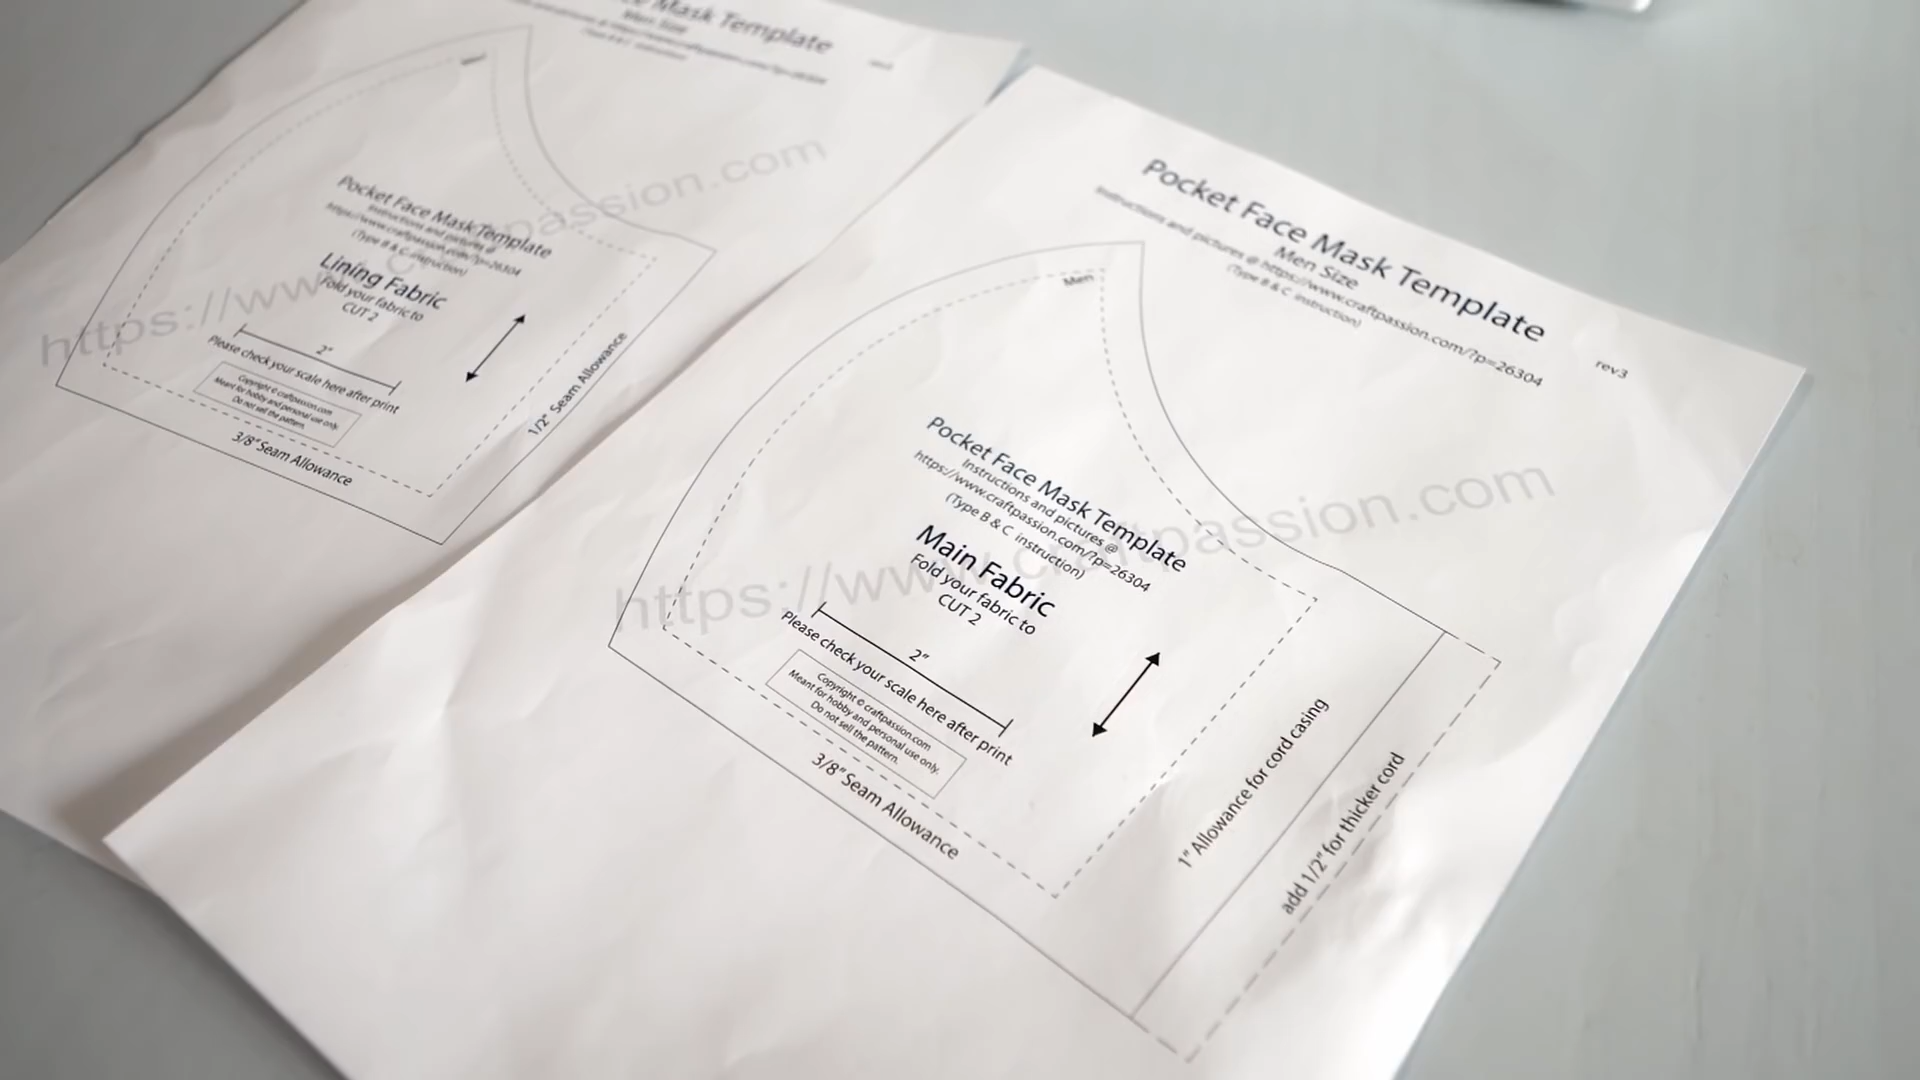 Mask Template
Men Size
rev3
Men
Pocket Face Mask Template
Instructions and pictures @
https://www.craftpassion.com/?p=26304
(Type B & C instruction)
Lining Fabric
Fold your fabric to
CUT 2
2"
Please check your scale here after print
Copyright © craftpassion.com
Meant for hobby and personal use only.
Do not sell the pattern.
3/8" Seam Allowance
1/2" Seam Allowance
https://www.craftpassion.com
Pocket Face Mask Template
Men Size
Instructions and pictures @ https://www.craftpassion.com/?p=26304
(Type B & C instruction)
rev3
Men
Pocket Face Mask Template
Instructions and pictures @
https://www.craftpassion.com/?p=26304
(Type B & C instruction)
Main Fabric
Fold your fabric to
CUT 2
2"
Please check your scale here after print
Copyright © craftpassion.com
Meant for hobby and personal use only.
Do not sell the pattern.
3/8" Seam Allowance
1" Allowance for cord casing
add 1/2" for thicker cord
https://www.craftpassion.com